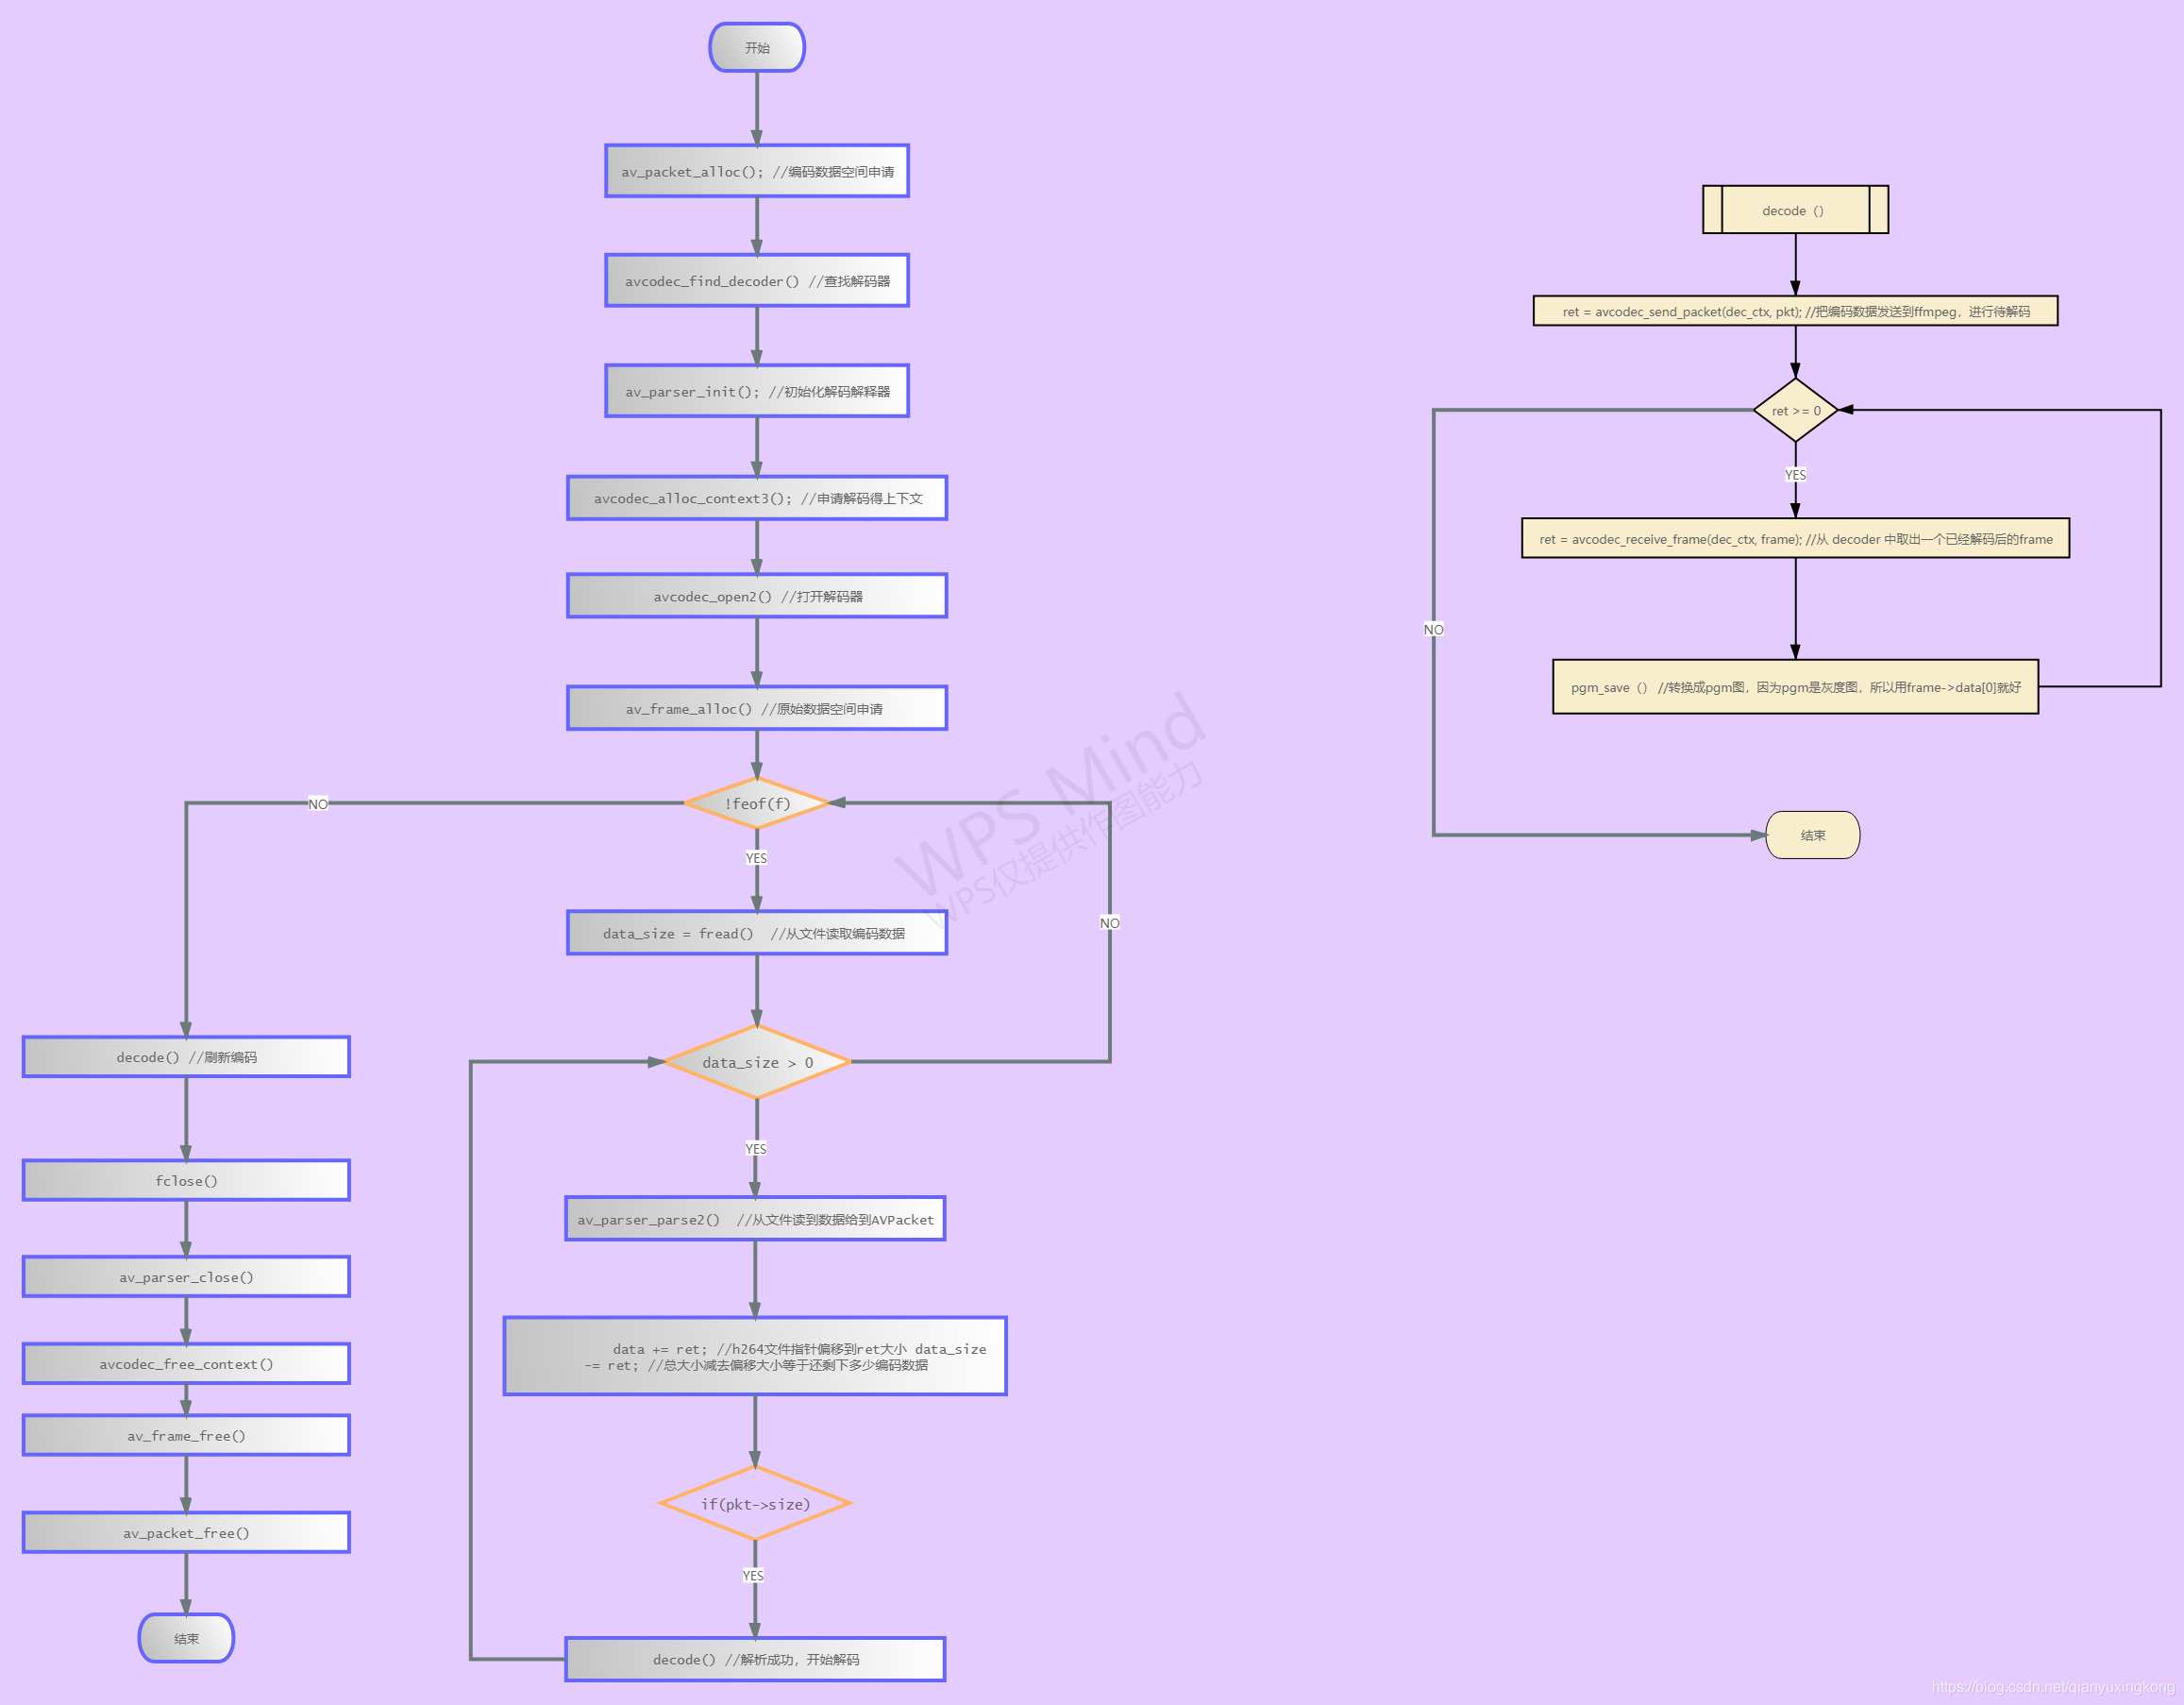 开始
av_packet_alloc(); //编码数据空间申请
avcodec_find_decoder() //查找解码器
av_parser_init(); //初始化解码解释器
avcodec_alloc_context3(); //申请解码得上下文
avcodec_open2() //打开解码器
av_frame_alloc() //原始数据空间申请
!feof(f)
NO
YES
data_size = fread()  //从文件读取编码数据
NO
data_size > 0
YES
av_parser_parse2()  //从文件读到数据给到AVPacket
data += ret; //h264文件指针偏移到ret大小 data_size
-= ret; //总大小减去偏移大小等于还剩下多少编码数据
if(pkt->size)
YES
decode() //解析成功，开始解码
decode() //刷新编码
fclose()
av_parser_close()
avcodec_free_context()
av_frame_free()
av_packet_free()
结束
decode（）
ret = avcodec_send_packet(dec_ctx, pkt); //把编码数据发送到ffmpeg，进行待解码
ret >= 0
YES
ret = avcodec_receive_frame(dec_ctx, frame); //从 decoder 中取出一个已经解码后的frame
NO
pgm_save（） //转换成pgm图，因为pgm是灰度图，所以用frame->data[0]就好
结束
WPS Mind
WPS仅提供作图能力
https://blog.csdn.net/qianyuxingkong